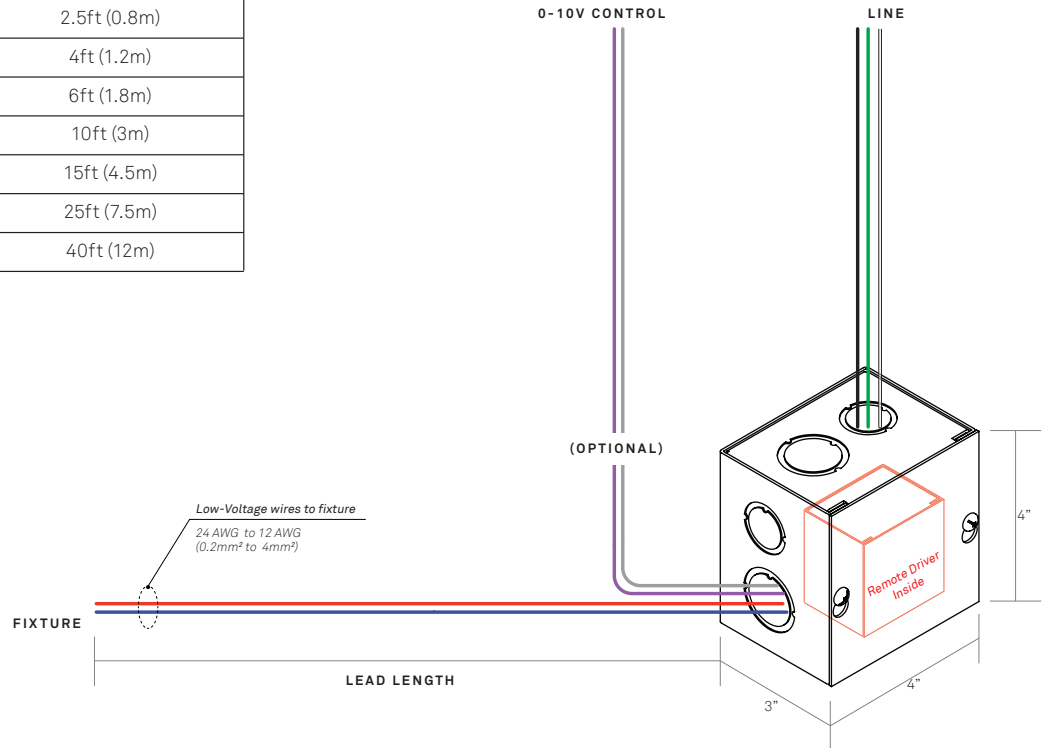 2.5ft (0.8m)
4ft (1.2m)
6ft (1.8m)
10ft (3m)
15ft (4.5m)
25ft (7.5m)
40ft (12m)
0-10V CONTROL
LINE
(OPTIONAL)
Low-Voltage wires to fixture
24 AWG to 12 AWG
(0.2mm² to 4mm²)
FIXTURE
LEAD LENGTH
Remote Driver
Inside
4"
4"
3"